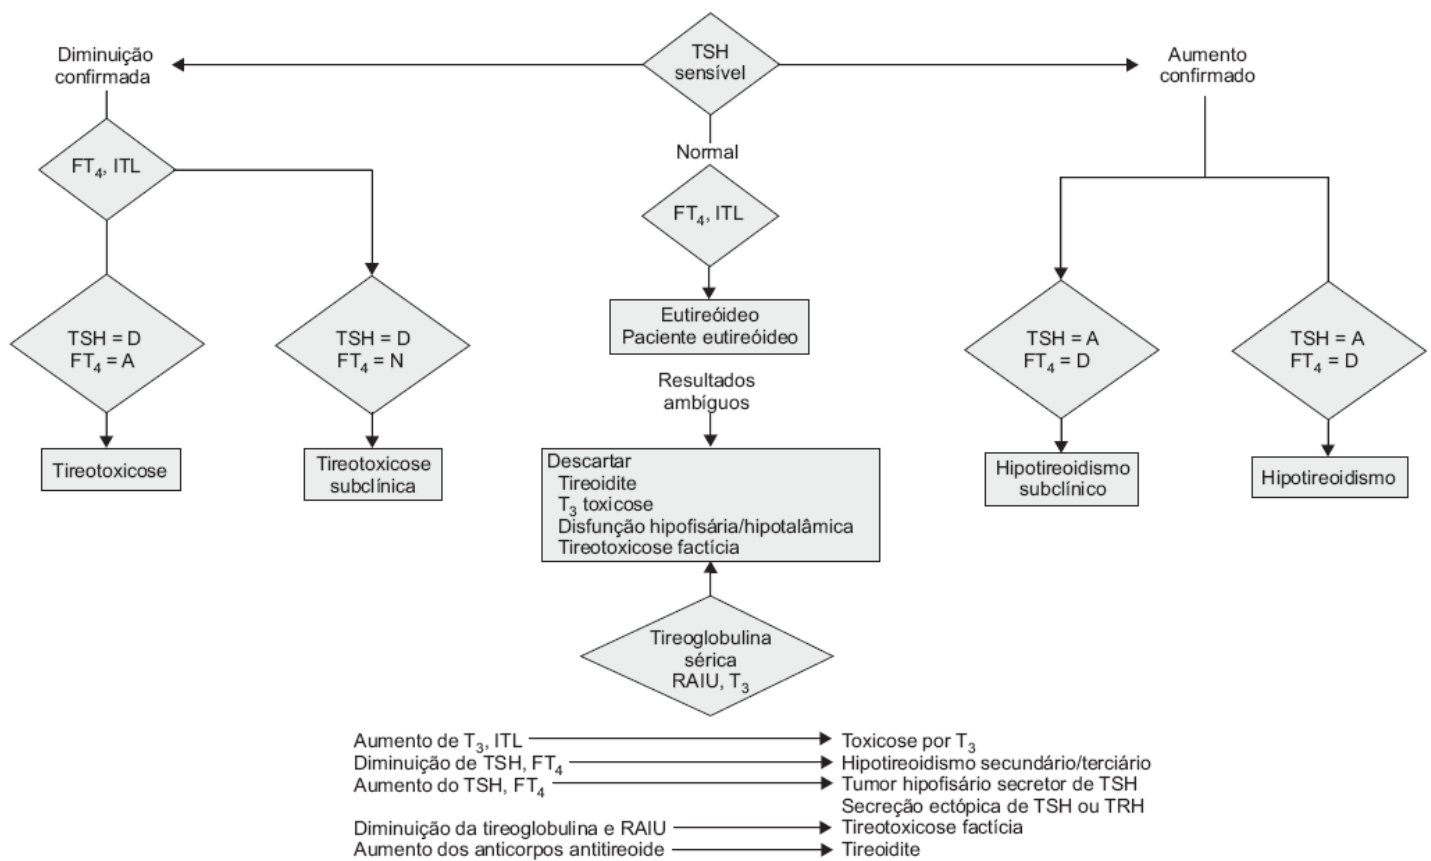 TSH
sensível
Diminuição
confirmada
Aumento
confirmado
Normal
FT4, ITL
FT4, ITL
Eutireóideo
Paciente eutireóideo
TSH = D
FT4 = A
TSH = D
FT4 = N
TSH = A
FT4 = D
TSH = A
FT4 = D
Resultados
ambíguos
Tireotoxicose
Tireotoxicose
subclínica
Descartar
Tireoidite
T3 toxicose
Disfunção hipofisária/hipotalâmica
Tireotoxicose factícia
Hipotireoidismo
subclínico
Hipotireoidismo
Tireoglobulina
sérica
RAIU, T3
Aumento de T3, ITL Toxicose por T3
Diminuição de TSH, FT4 Hipotireoidismo secundário/terciário
Aumento do TSH, FT4 Tumor hipofisário secretor de TSH
Secreção ectópica de TSH ou TRH
Diminuição da tireoglobulina e RAIU Tireotoxicose factícia
Aumento dos anticorpos antitireoide Tireoidite